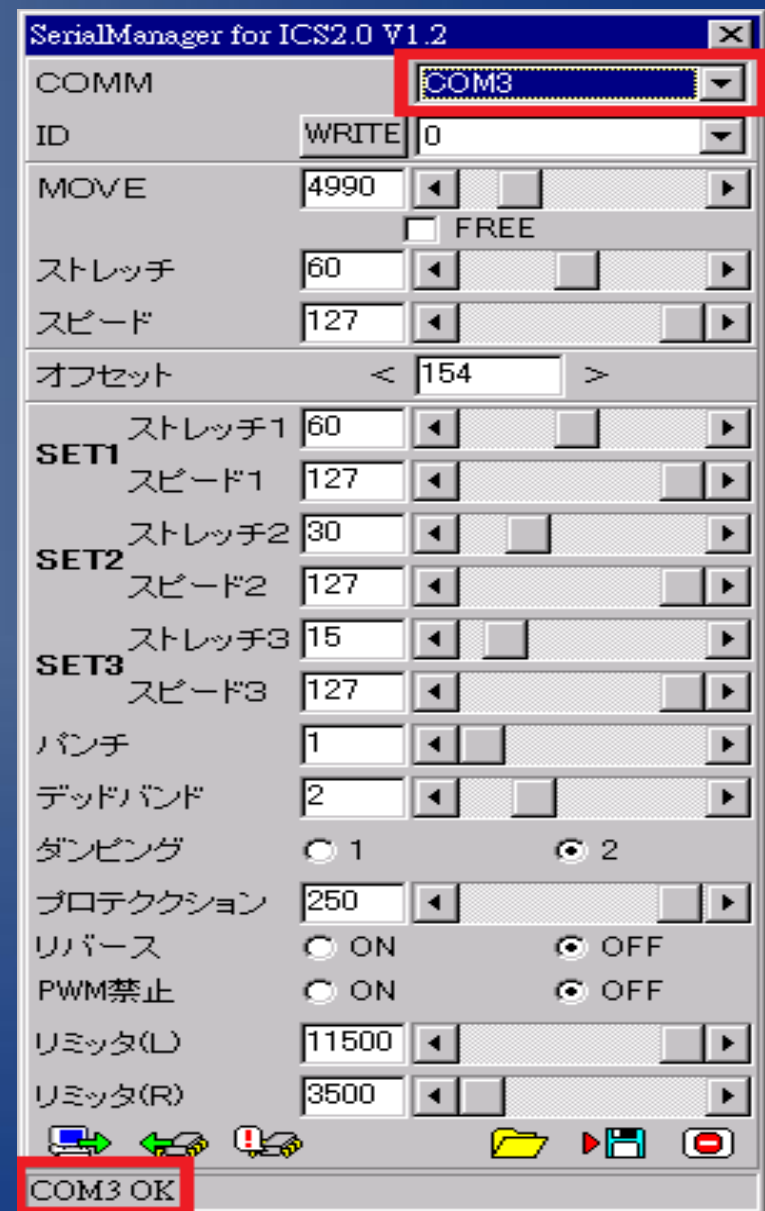 SerialManager for ICS2.0 V1.2
COMM COM3
ID WRITE 0
MOVE 4990
FREE
ストレッチ 60
スピード 127
オフセット < 154 >
SET1 ストレッチ1 60
スピード1 127
SET2 ストレッチ2 30
スピード2 127
SET3 ストレッチ3 15
スピード3 127
パンチ 1
デッドバンド 2
ダンピング 1 2
プロテククション 250
リバース ON OFF
PWM禁止 ON OFF
リミッタ(L) 11500
リミッタ(R) 3500
COM3 OK